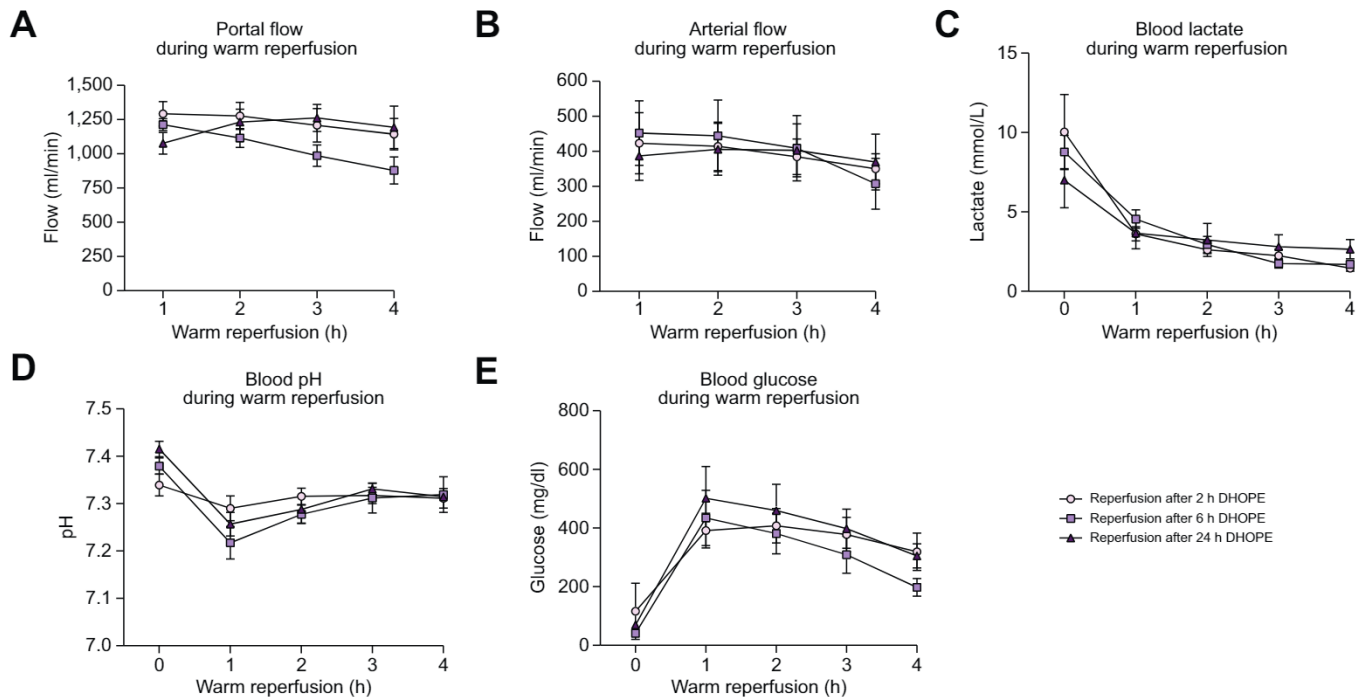 A
Portal flow
during warm reperfusion
Flow (ml/min)
1,500
1,250
1,000
750
500
250
0
1 2 3 4
Warm reperfusion (h)
B
Arterial flow
during warm reperfusion
Flow (ml/min)
600
500
400
300
200
100
0
1 2 3 4
Warm reperfusion (h)
C
Blood lactate
during warm reperfusion
Lactate (mmol/L)
15
10
5
0
0 1 2 3 4
Warm reperfusion (h)
D
Blood pH
during warm reperfusion
pH
7.5
7.4
7.3
7.2
7.1
7.0
0 1 2 3 4
Warm reperfusion (h)
E
Blood glucose
during warm reperfusion
Glucose (mg/dl)
800
600
400
200
0
0 1 2 3 4
Warm reperfusion (h)
Reperfusion after 2 h DHOPE
Reperfusion after 6 h DHOPE
Reperfusion after 24 h DHOPE